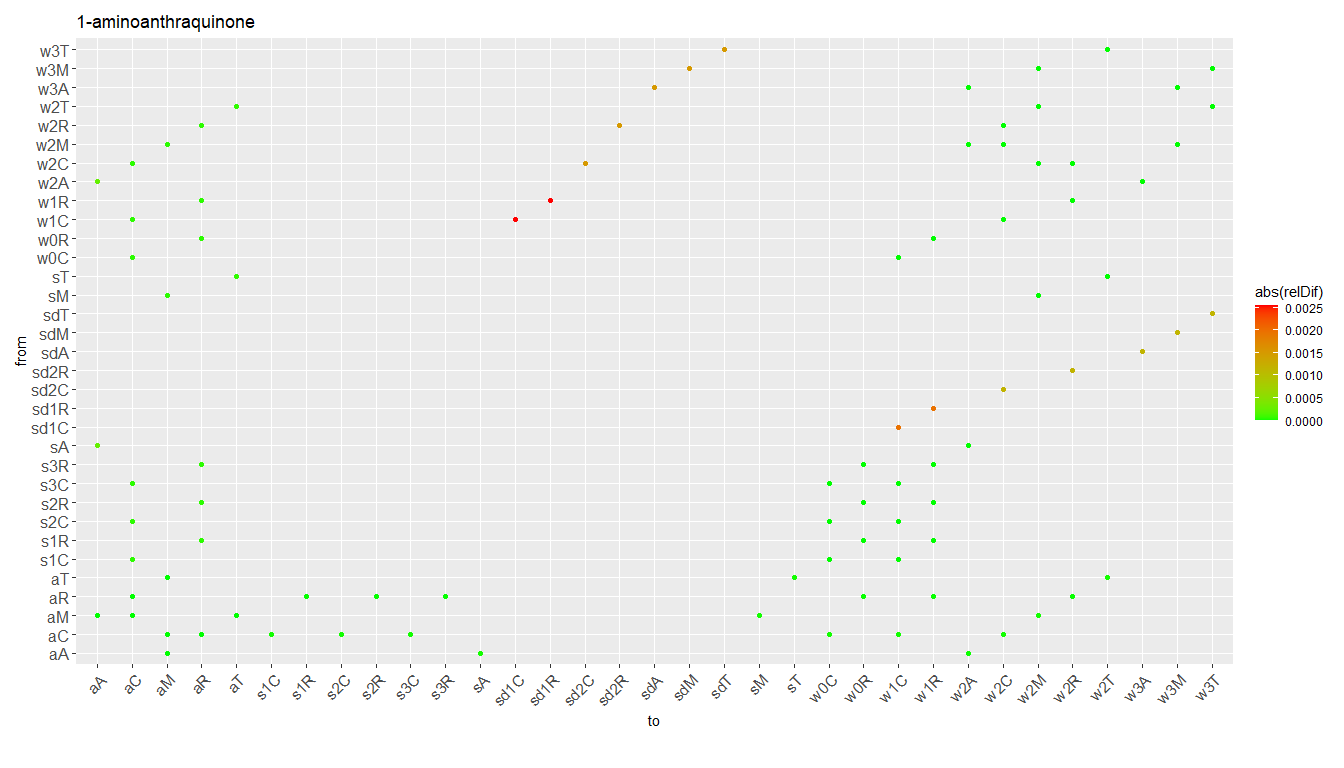 1-aminoanthraquinone
w3T
w3M
w3A
w2T
w2R
w2M
w2C
w2A
w1R
w1C
w0R
w0C
sT
sM
sdT
sdM
sdA
sd2R
sd2C
sd1R
sd1C
sA
s3R
s3C
s2R
s2C
s1R
s1C
aT
aR
aM
aC
aA
from
aA aC aM aR aT s1C s1R s2C s2R s3C s3R sA sd1C sd1R sd2C sd2R sdA sdM sdT sM sT w0C w0R w1C w1R w2A w2C w2M w2R w2T w3A w3M w3T
to
abs(relDif)
0.0025
0.0020
0.0015
0.0010
0.0005
0.0000